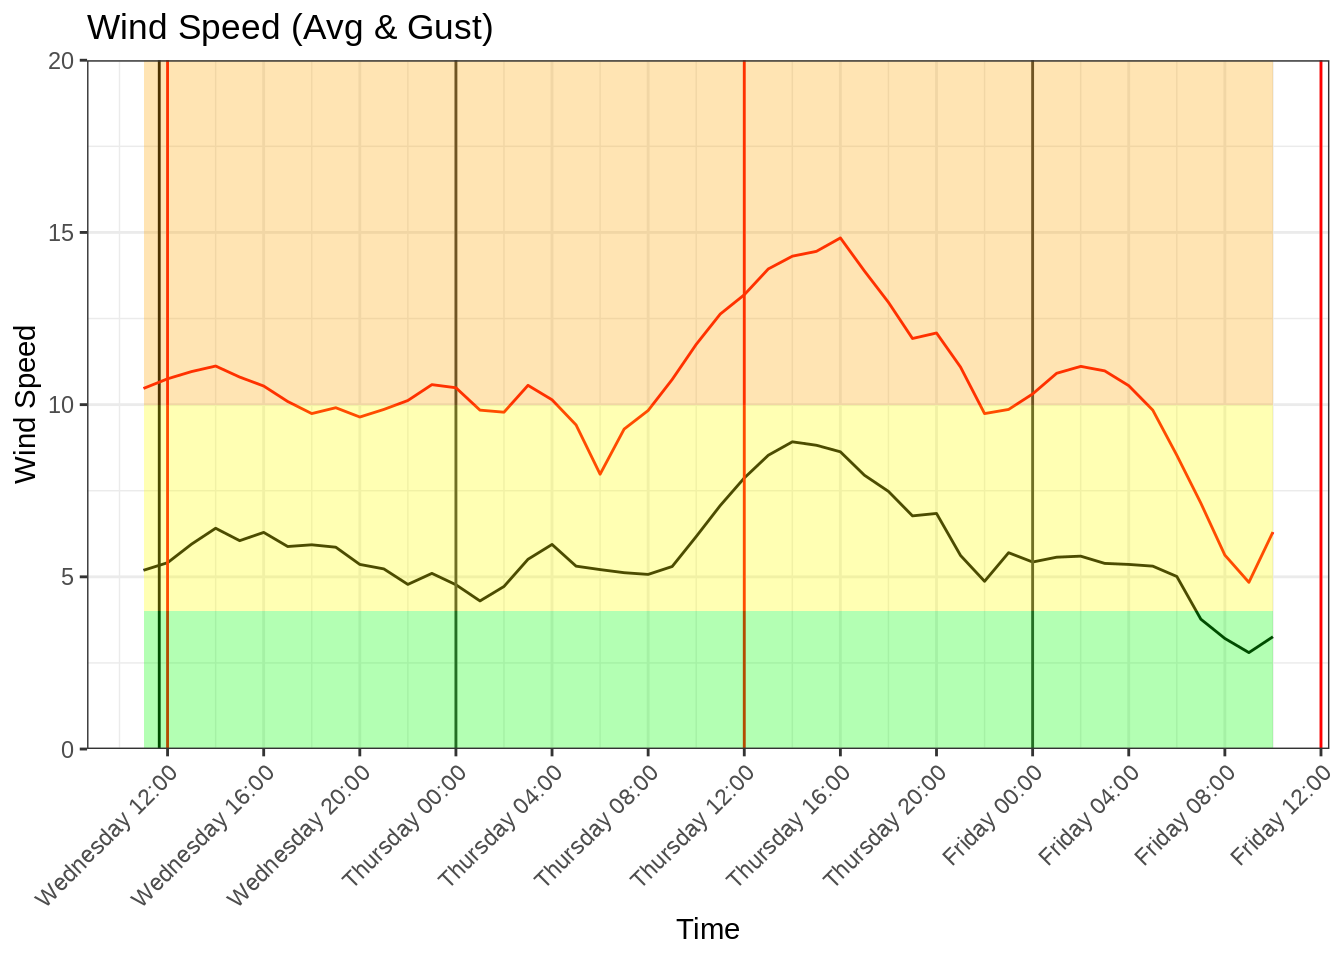 Wind Speed (Avg & Gust)
Wind Speed
20
15
10
5
0
Wednesday 12:00
Wednesday 16:00
Wednesday 20:00
Thursday 00:00
Thursday 04:00
Thursday 08:00
Thursday 12:00
Thursday 16:00
Thursday 20:00
Friday 00:00
Friday 04:00
Friday 08:00
Friday 12:00
Time